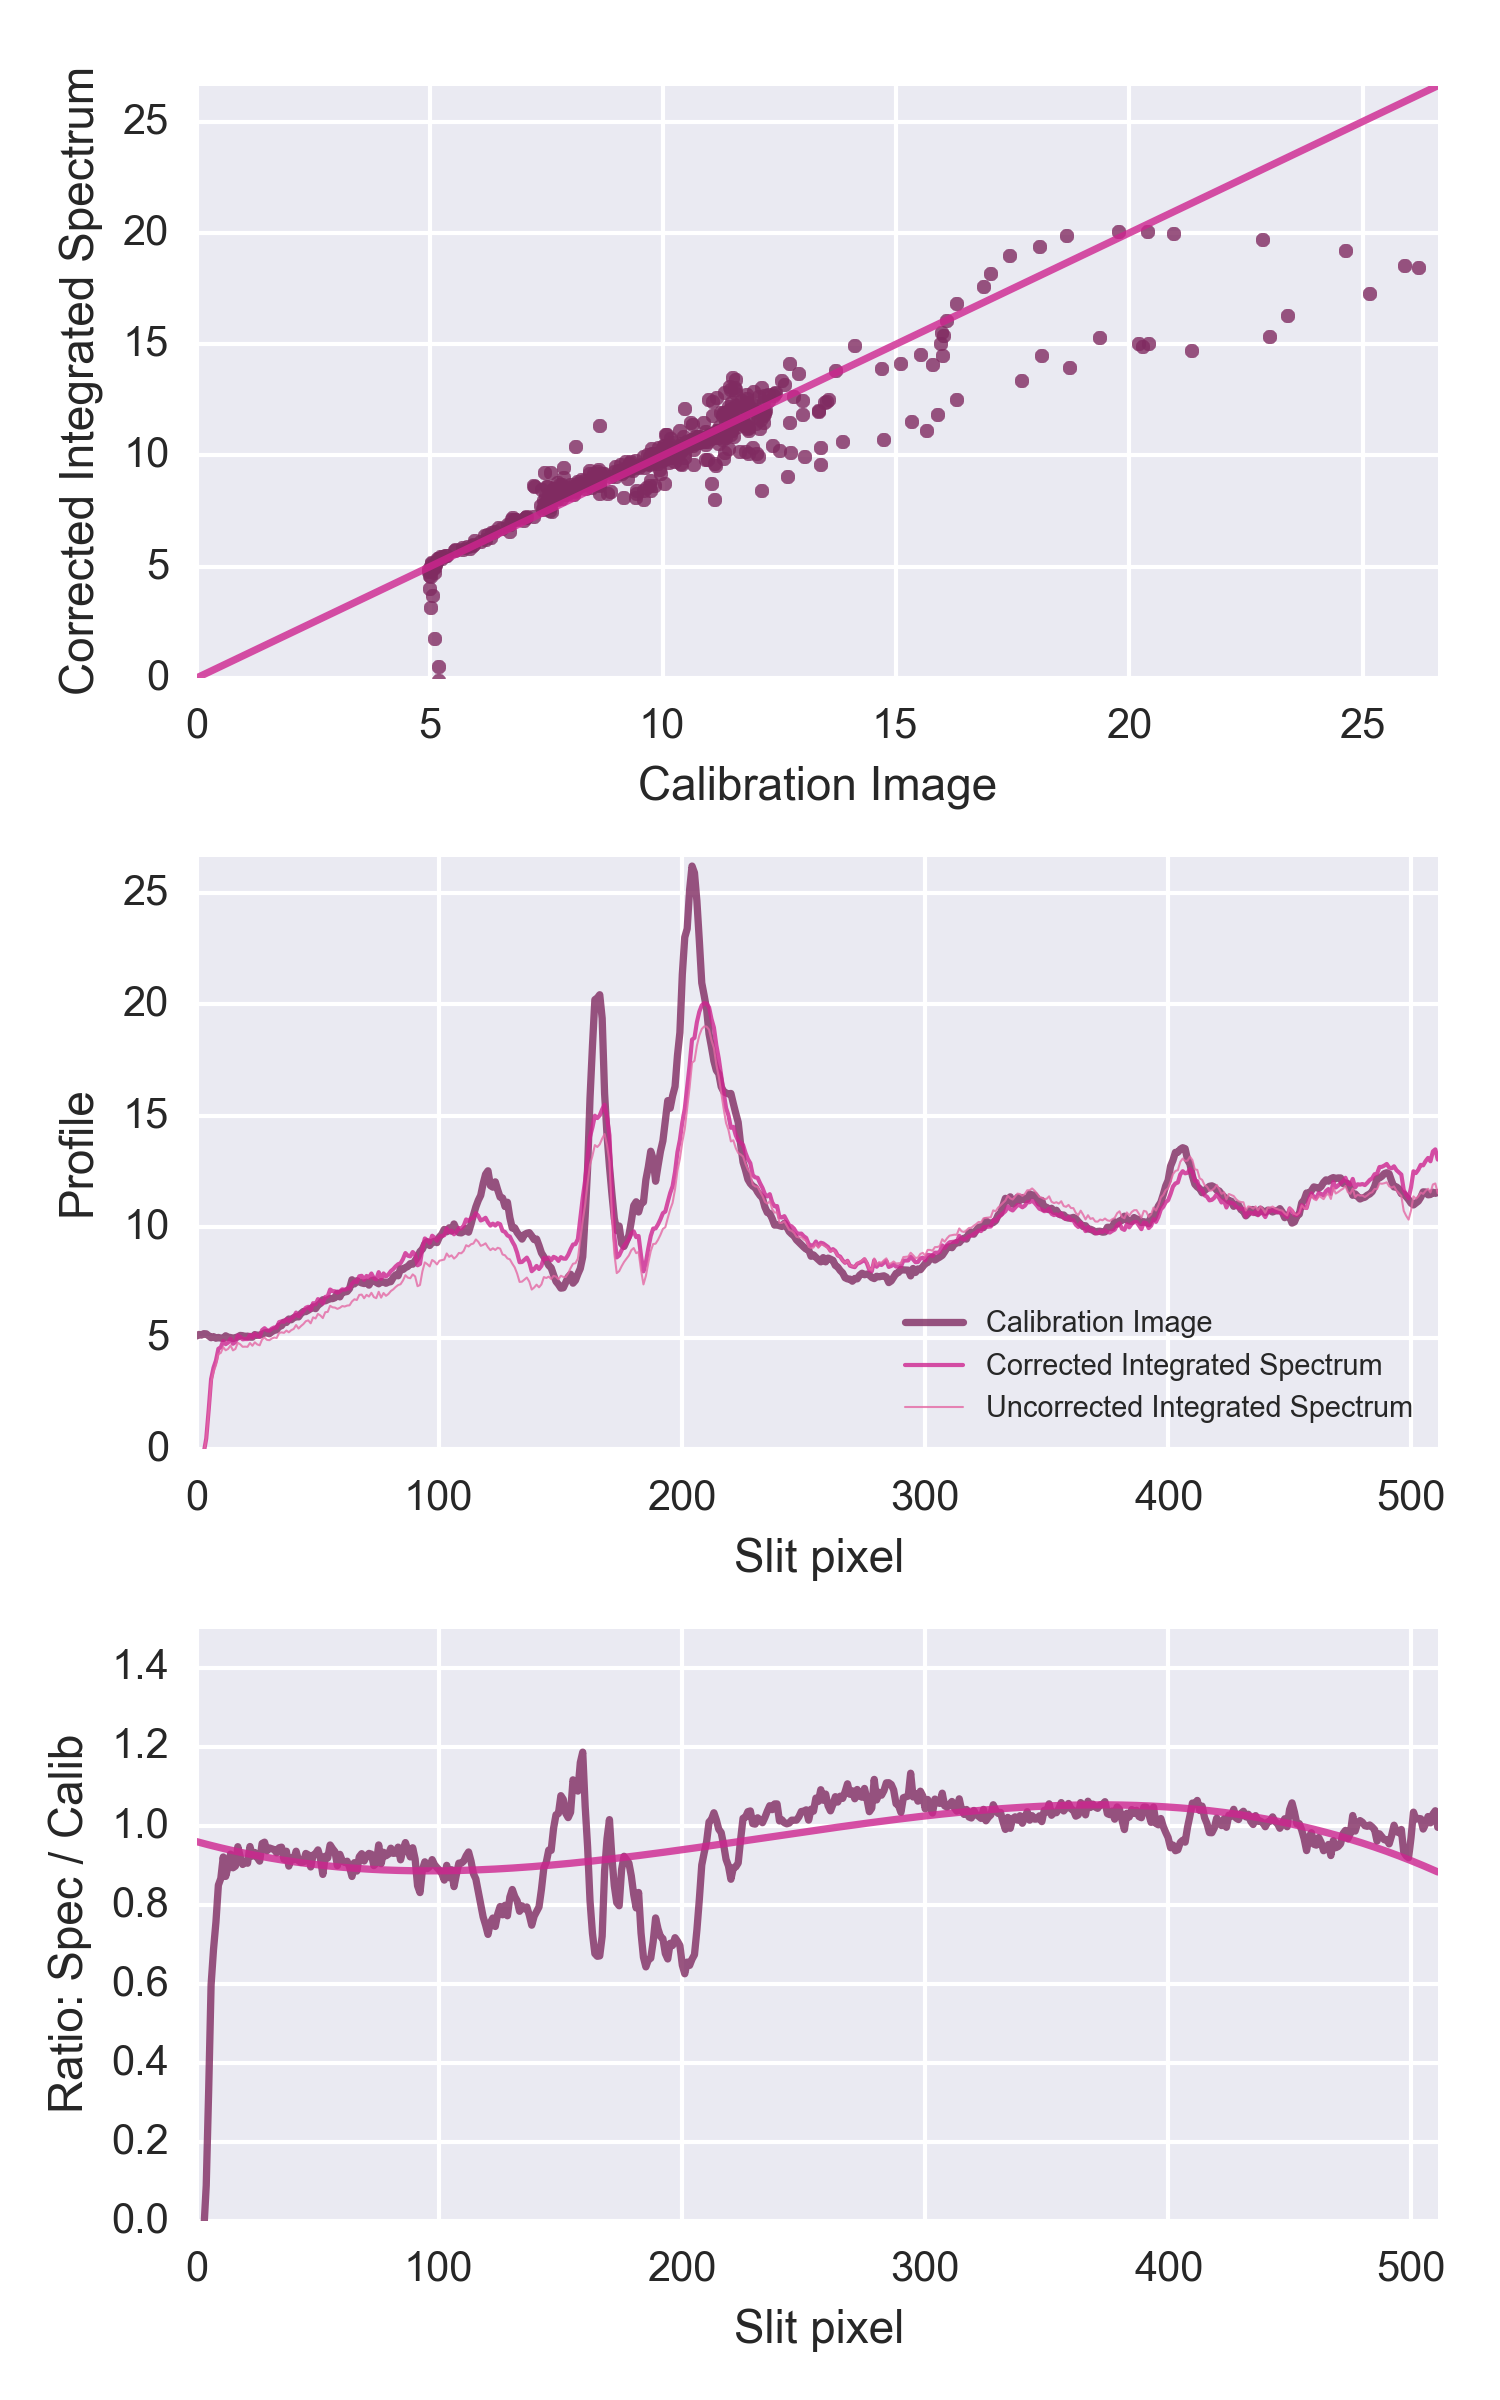 Corrected Integrated Spectrum
25
20
15
10
5
0
0 5 10 15 20 25
Calibration Image
Profile
25
20
15
10
5
0
Calibration Image
Corrected Integrated Spectrum
Uncorrected Integrated Spectrum
0 100 200 300 400 500
Slit pixel
Ratio: Spec / Calib
1.4
1.2
1.0
0.8
0.6
0.4
0.2
0.0
0 100 200 300 400 500
Slit pixel